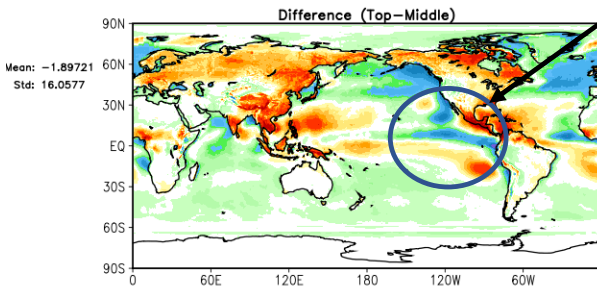 Difference (Top-Middle)
Mean: -1.89721
Std: 16.0577
90N
60N
30N
EQ
30S
60S
90S
0 60E 120E 180 120W 60W